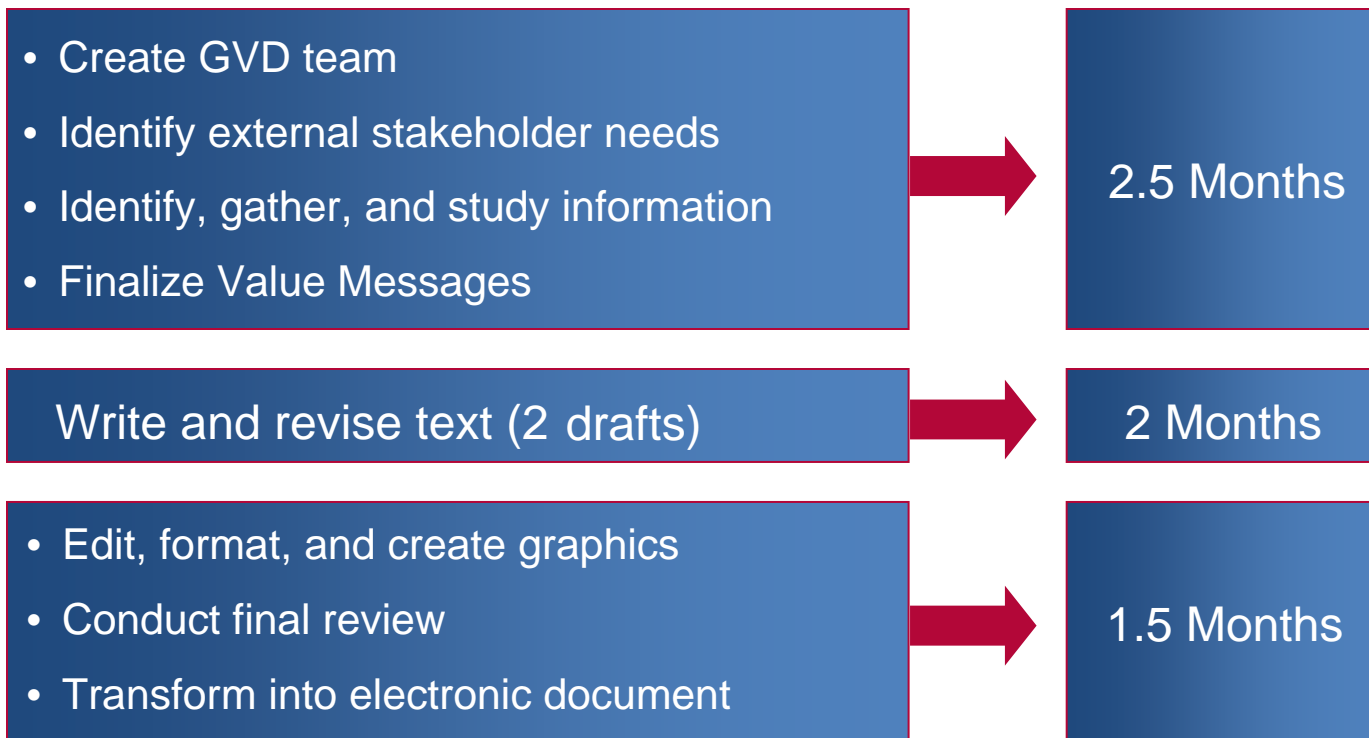 • Create GVD team
• Identify external stakeholder needs
• Identify, gather, and study information
• Finalize Value Messages
2.5 Months
Write and revise text (2 drafts)
2 Months
• Edit, format, and create graphics
• Conduct final review
• Transform into electronic document
1.5 Months